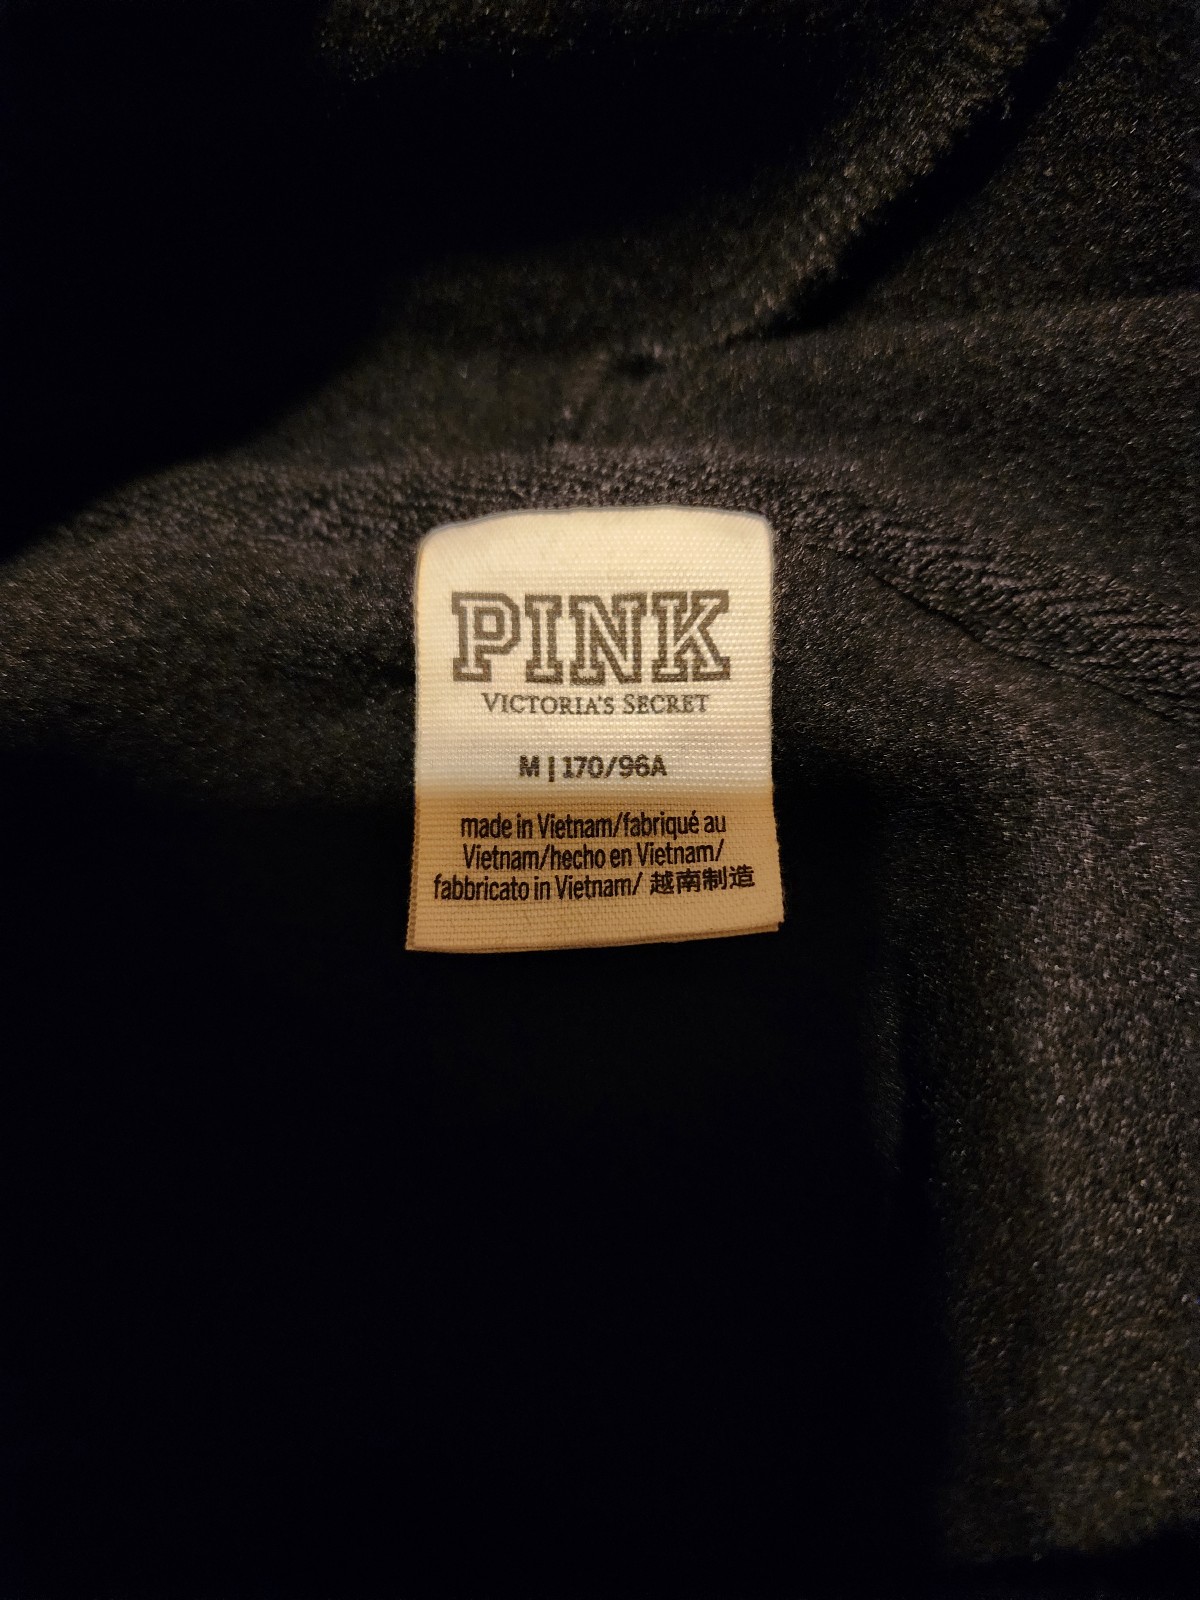 PINK
VICTORIA'S SECRET
M | 170/96A
made in Vietnam/fabriqué au
Vietnam/hecho en Vietnam/
fabbricato in Vietnam/ 越南制造